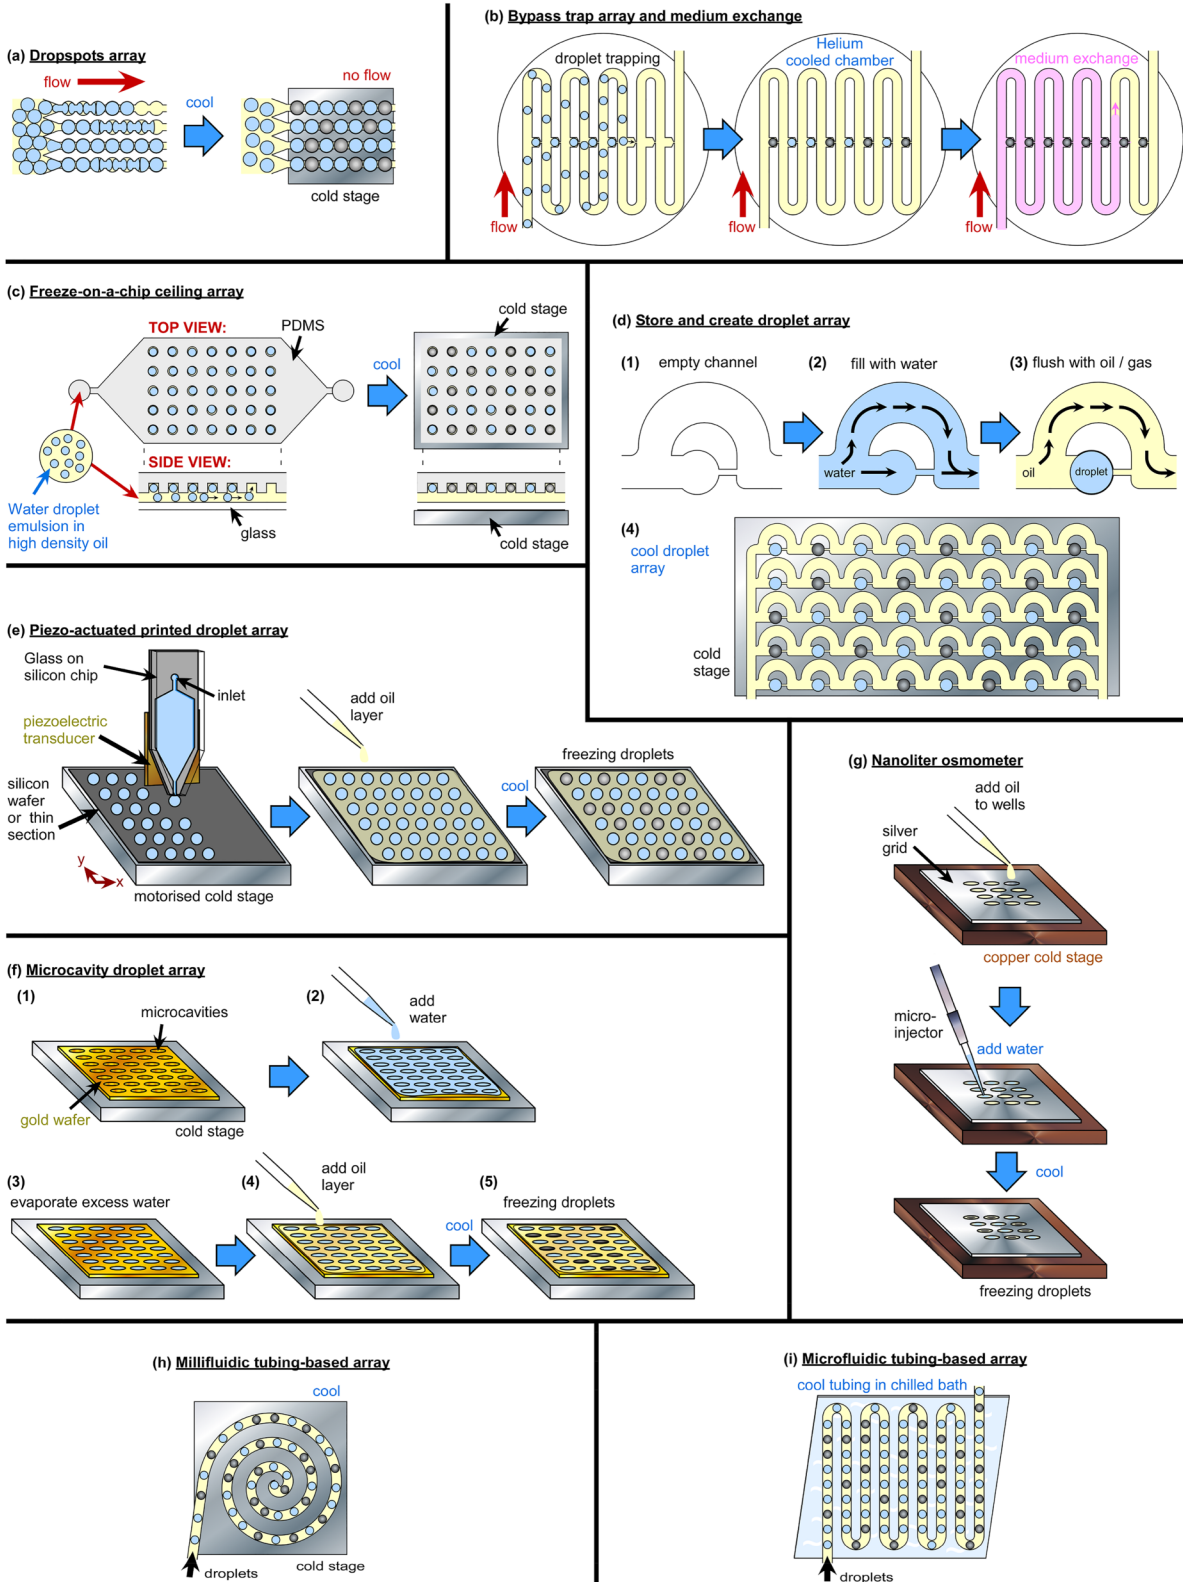 (a) Dropspots array
flow
cool
no flow
cold stage
(b) Bypass trap array and medium exchange
droplet trapping
Helium
cooled chamber
medium exchange
flow
flow
flow
(c) Freeze-on-a-chip ceiling array
TOP VIEW:
PDMS
cold stage
cool
SIDE VIEW:
Water droplet
emulsion in
high density oil
glass
cold stage
(d) Store and create droplet array
(1) empty channel
(2) fill with water
(3) flush with oil / gas
water
oil
droplet
(4)
cool droplet
array
cold
stage
(e) Piezo-actuated printed droplet array
Glass on
silicon chip
inlet
piezoelectric
transducer
silicon
wafer
or thin
section
y
x
motorised cold stage
add oil
layer
cool
freezing droplets
(f) Microcavity droplet array
(1)
microcavities
gold wafer
cold stage
(2)
add
water
(3)
evaporate excess water
(4)
add oil
layer
cool
(5)
freezing droplets
(g) Nanoliter osmometer
add oil
to wells
silver
grid
copper cold stage
micro-
injector
add water
cool
freezing droplets
(h) Millifluidic tubing-based array
cool
cold stage
droplets
(i) Microfluidic tubing-based array
cool tubing in chilled bath
droplets